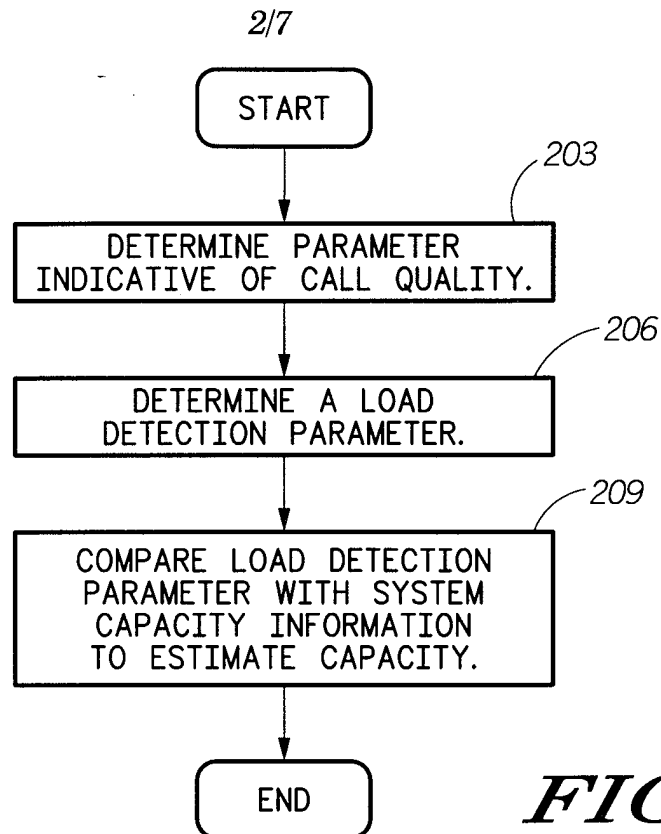 2/7
START
203
DETERMINE PARAMETER
INDICATIVE OF CALL QUALITY.
206
DETERMINE A LOAD
DETECTION PARAMETER.
209
COMPARE LOAD DETECTION
PARAMETER WITH SYSTEM
CAPACITY INFORMATION
TO ESTIMATE CAPACITY.
END